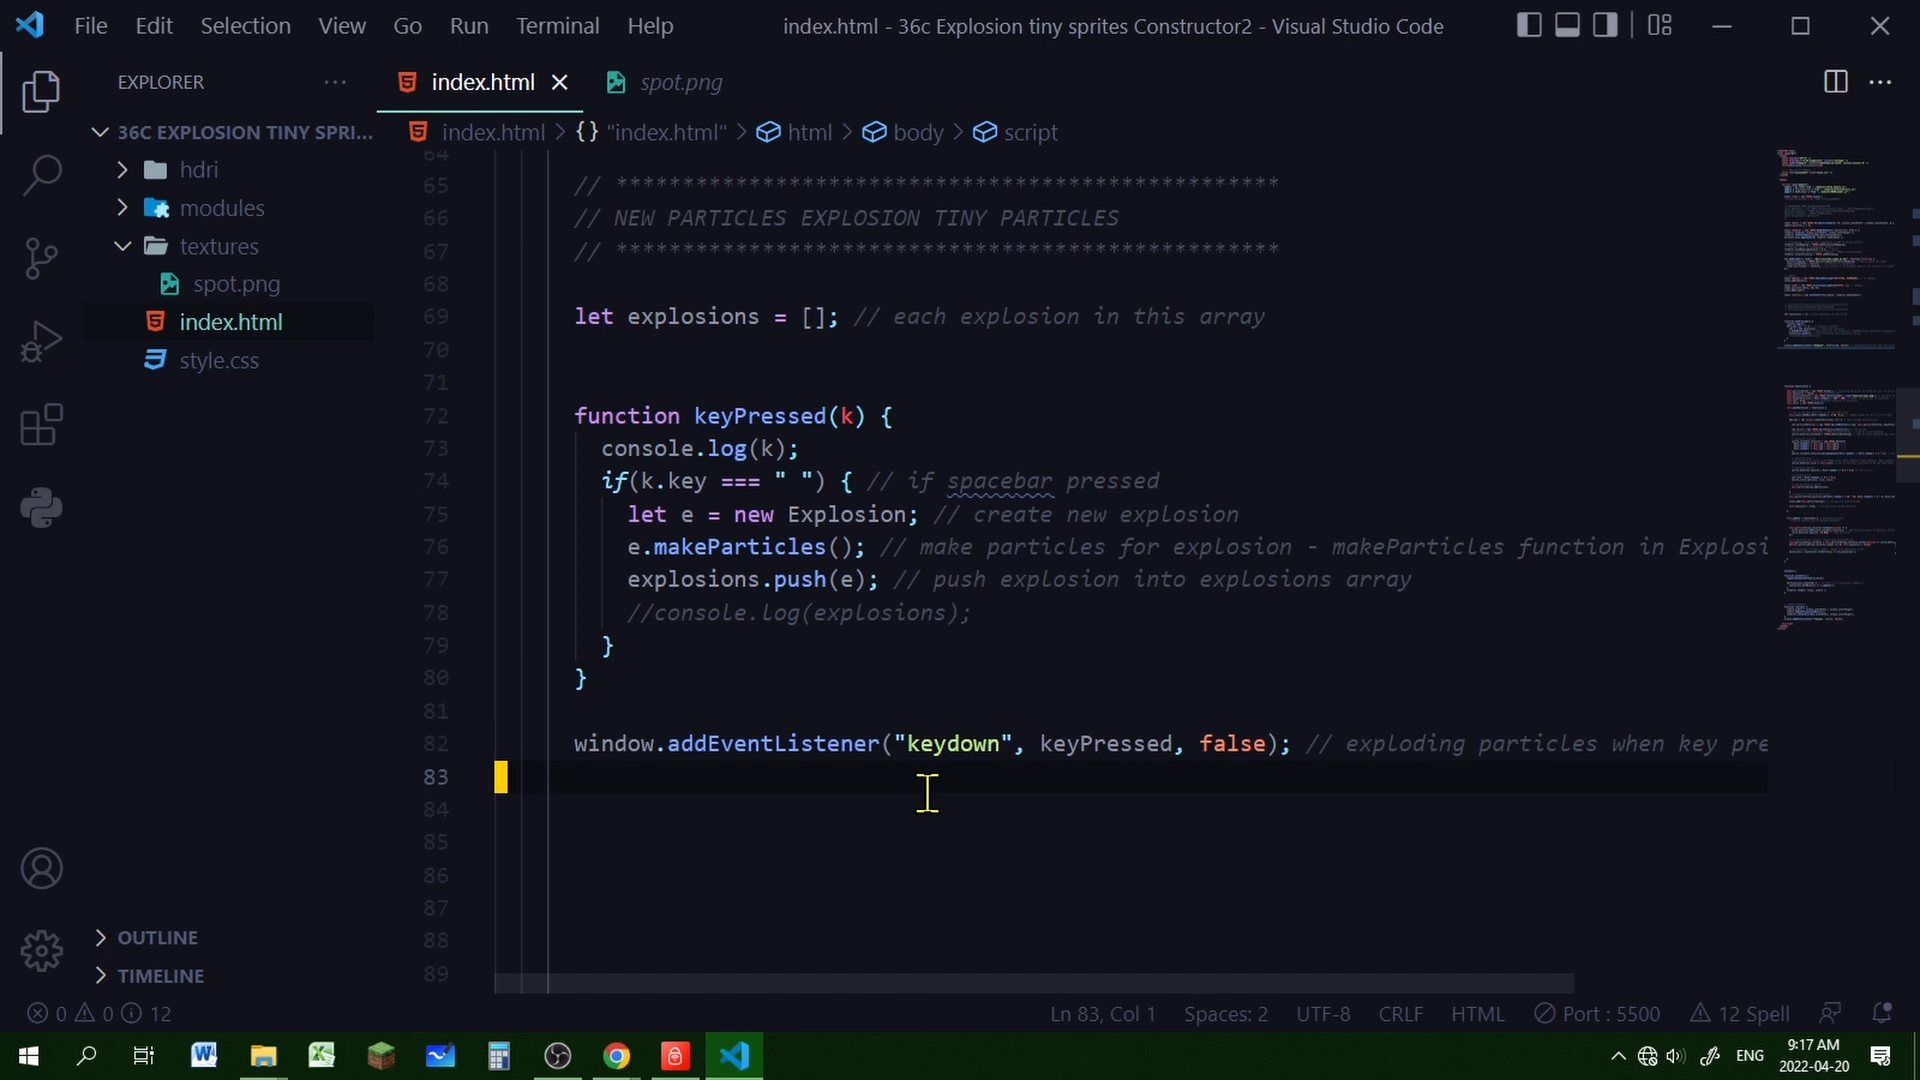 File Edit Selection View Go Run Terminal Help
index.html - 36c Explosion tiny sprites Constructor2 - Visual Studio Code
EXPLORER
index.html
spot.png
36C EXPLOSION TINY SPRI...
index.html > {} "index.html" > html > body > script
hdri
modules
textures
spot.png
index.html
style.css
64
65 // **************************************************
66 // NEW PARTICLES EXPLOSION TINY PARTICLES
67 // **************************************************
68
69 let explosions = []; // each explosion in this array
70
71
72 function keyPressed(k) {
73 console.log(k);
74 if(k.key === " ") { // if spacebar pressed
75 let e = new Explosion; // create new explosion
76 e.makeParticles(); // make particles for explosion - makeParticles function in Explosi
77 explosions.push(e); // push explosion into explosions array
78 //console.log(explosions);
79 }
80 }
81
82 window.addEventListener("keydown", keyPressed, false); // exploding particles when key pre
83
84
85
86
87
88
89
OUTLINE
TIMELINE
0 0 12
Ln 83, Col 1 Spaces: 2 UTF-8 CRLF HTML Port : 5500 12 Spell
ENG
9:17 AM
2022-04-20